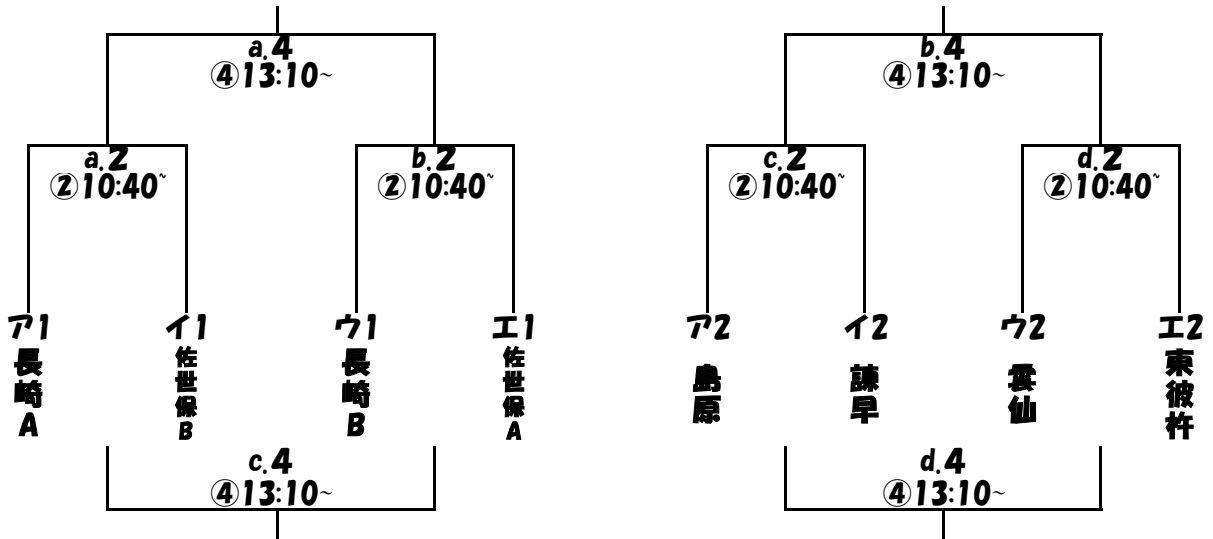 a.4
④13:10~
b.4
④13:10~
a.2
②10:40~
b.2
②10:40~
c.2
②10:40~
d.2
②10:40~
ア1
イ1
ウ1
エ1
ア2
イ2
ウ2
エ2
長崎A
佐世保B
長崎B
佐世保A
島原
諫早
雲仙
東彼杵
c.4
④13:10~
d.4
④13:10~